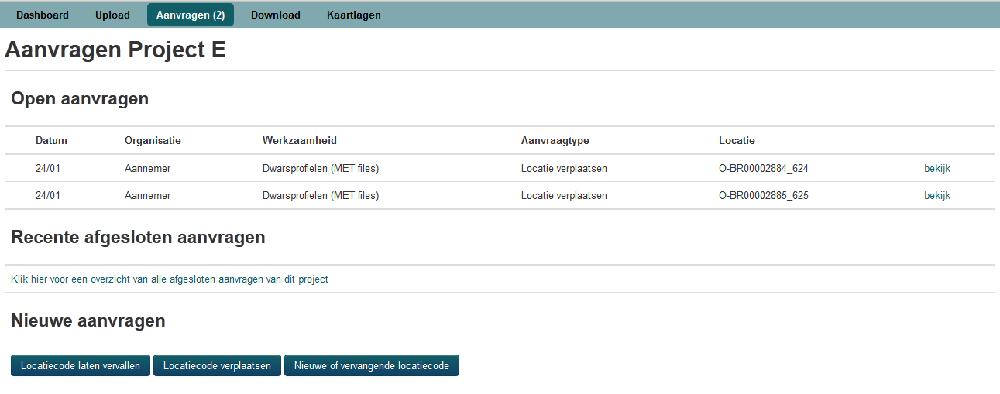 Dashboard Upload Aanvragen (2) Download Kaartlagen
Aanvragen Project E
Open aanvragen
Datum Organisatie Werkzaamheid Aanvraagtype Locatie
24/01 Aannemer Dwarsprofielen (MET files) Locatie verplaatsen O-BR00002884_624 bekijk
24/01 Aannemer Dwarsprofielen (MET files) Locatie verplaatsen O-BR00002885_625 bekijk
Recente afgesloten aanvragen
Klik hier voor een overzicht van alle afgesloten aanvragen van dit project
Nieuwe aanvragen
Locatiecode laten vervallen Locatiecode verplaatsen Nieuwe of vervangende locatiecode